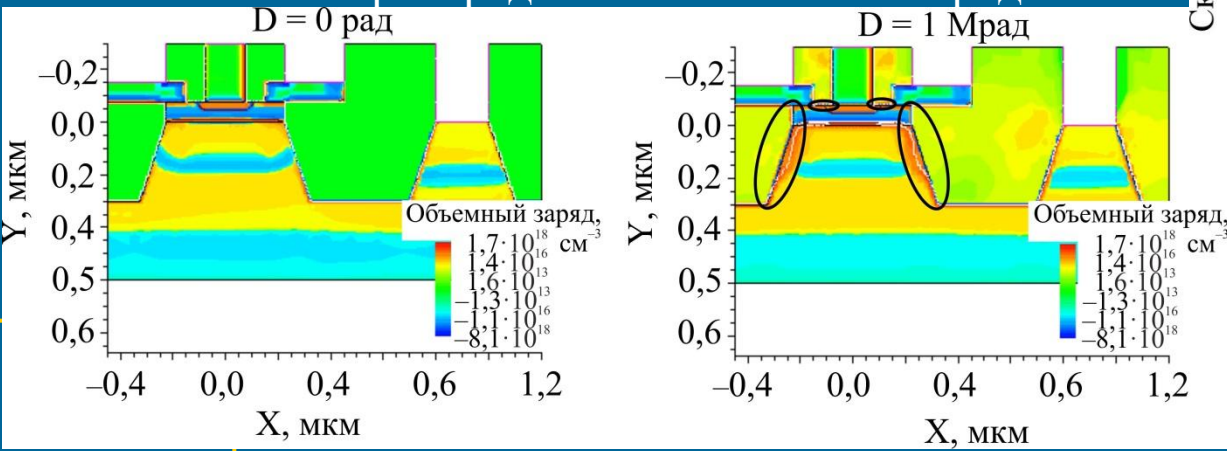 D = 0 рад
–0,2
0,0
0,2
0,4
0,5
0,6
Y, мкм
Объемный заряд,
см⁻³
1,7·10¹⁸
1,4·10¹⁶
1,6·10¹³
–1,3·10¹³
–1,1·10¹⁶
–8,1·10¹⁸
–0,4 0,0 0,4 0,6 1,2
X, мкм
D = 1 Мрад
–0,2
0,0
0,2
0,4
0,5
0,6
Y, мкм
Объемный заряд,
см⁻³
1,7·10¹⁸
1,4·10¹⁶
1,6·10¹³
–1,3·10¹³
–1,1·10¹⁶
–8,1·10¹⁸
–0,4 0,0 0,4 0,6 1,2
X, мкм